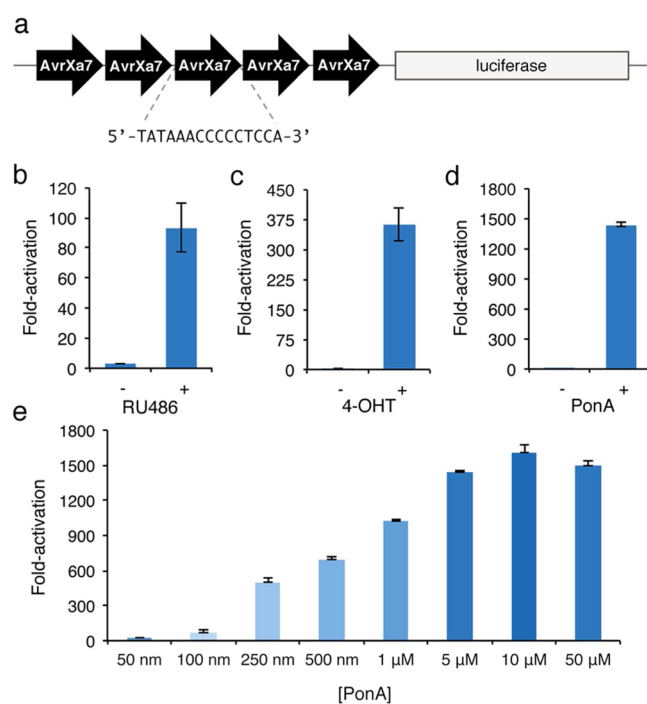 a
AvrXa7 AvrXa7 AvrXa7 AvrXa7 AvrXa7 luciferase
5’-TATAAACCCCCTCCA-3’
b
Fold-activation
120
100
80
60
40
20
0
- +
RU486
c
Fold-activation
450
375
300
225
150
75
0
- +
4-OHT
d
Fold-activation
1800
1500
1200
900
600
300
0
- +
PonA
e
Fold-activation
1800
1500
1200
900
600
300
0
50 nm 100 nm 250 nm 500 nm 1 µM 5 µM 10 µM 50 µM
[PonA]